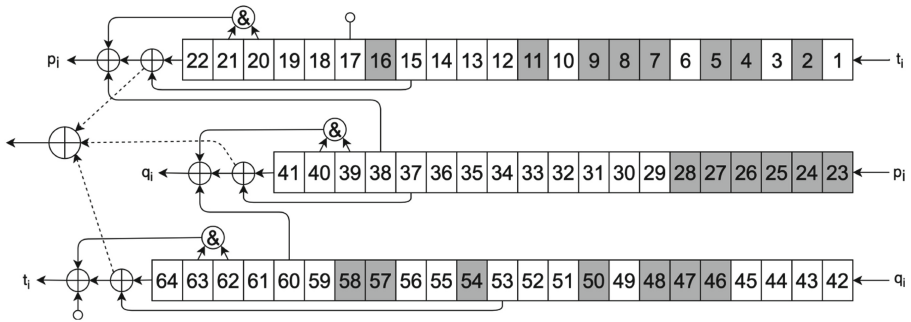 &
p_i 22 21 20 19 18 17 16 15 14 13 12 11 10 9 8 7 6 5 4 3 2 1 t_i
&
q_i 41 40 39 38 37 36 35 34 33 32 31 30 29 28 27 26 25 24 23 p_i
&
t_i 64 63 62 61 60 59 58 57 56 55 54 53 52 51 50 49 48 47 46 45 44 43 42 q_i